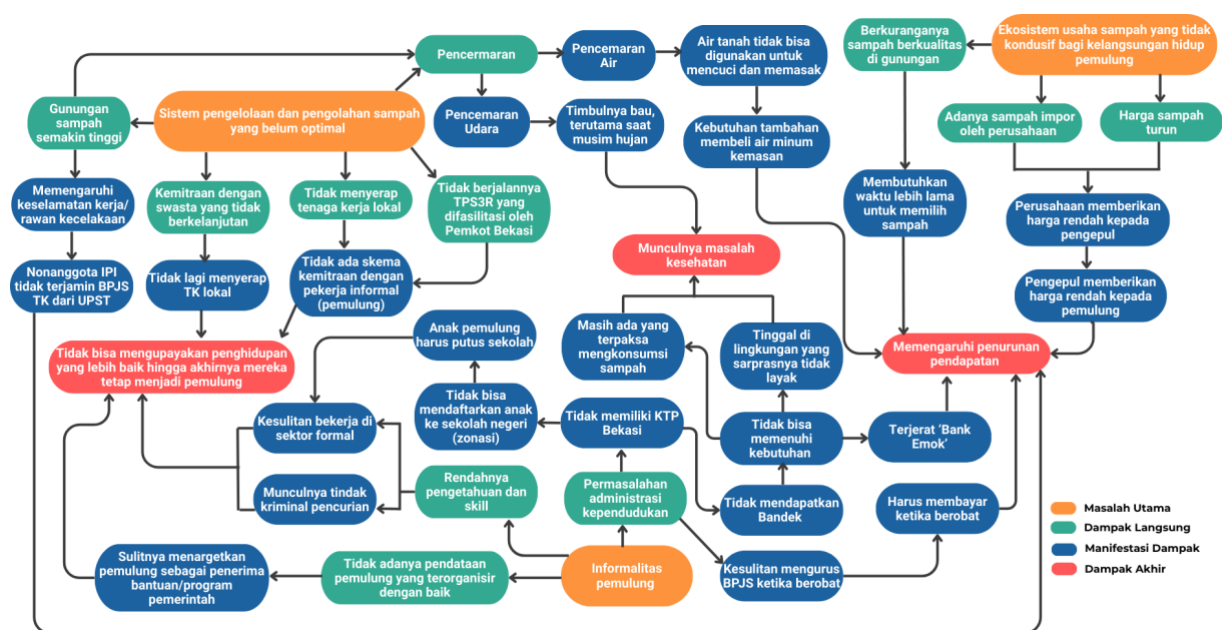 Pencermaran
Pencemaran
Air
Air tanah tidak bisa
digunakan untuk
mencuci dan memasak
Berkuranganya
sampah berkualitas
di gunungan
Ekosistem usaha sampah yang tidak
kondusif bagi kelangsungan hidup
pemulung
Gunungan
sampah
semakin tinggi
Sistem pengelolaan dan pengolahan sampah
yang belum optimal
Pencemaran
Udara
Timbulnya bau,
terutama saat
musim hujan
Kebutuhan tambahan
membeli air minum
kemasan
Adanya sampah impor
oleh perusahaan
Harga sampah
turun
Memengaruhi
keselamatan kerja/
rawan kecelakaan
Kemitraan dengan
swasta yang tidak
berkelanjutan
Tidak menyerap
tenaga kerja lokal
Tidak berjalannya
TPS3R yang
difasilitasi oleh
Pemkot Bekasi
Membutuhkan
waktu lebih lama
untuk memilih
sampah
Perusahaan memberikan
harga rendah kepada
pengepul
Nonanggota IPI
tidak terjamin BPJS
TK dari UPST
Tidak lagi menyerap
TK lokal
Tidak ada skema
kemitraan dengan
pekerja informal
(pemulung)
Munculnya masalah
kesehatan
Pengepul memberikan
harga rendah kepada
pemulung
Tidak bisa mengupayakan penghidupan
yang lebih baik hingga akhirnya mereka
tetap menjadi pemulung
Anak pemulung
harus putus sekolah
Masih ada yang
terpaksa
mengkonsumsi
sampah
Tinggal di
lingkungan yang
sarprasnya tidak
layak
Memengaruhi penurunan
pendapatan
Kesulitan bekerja di
sektor formal
Tidak bisa
mendaftarkan anak
ke sekolah negeri
(zonasi)
Tidak memiliki KTP
Bekasi
Tidak bisa
memenuhi
kebutuhan
Terjerat ‘Bank
Emok’
Munculnya tindak
kriminal pencurian
Rendahnya
pengetahuan dan
skill
Permasalahan
administrasi
kependudukan
Tidak mendapatkan
Bandek
Harus membayar
ketika berobat
Sulitnya menargetkan
pemulung sebagai penerima
bantuan/program
pemerintah
Tidak adanya pendataan
pemulung yang terorganisir
dengan baik
Informalitas
pemulung
Kesulitan mengurus
BPJS ketika berobat
Masalah Utama
Dampak Langsung
Manifestasi Dampak
Dampak Akhir